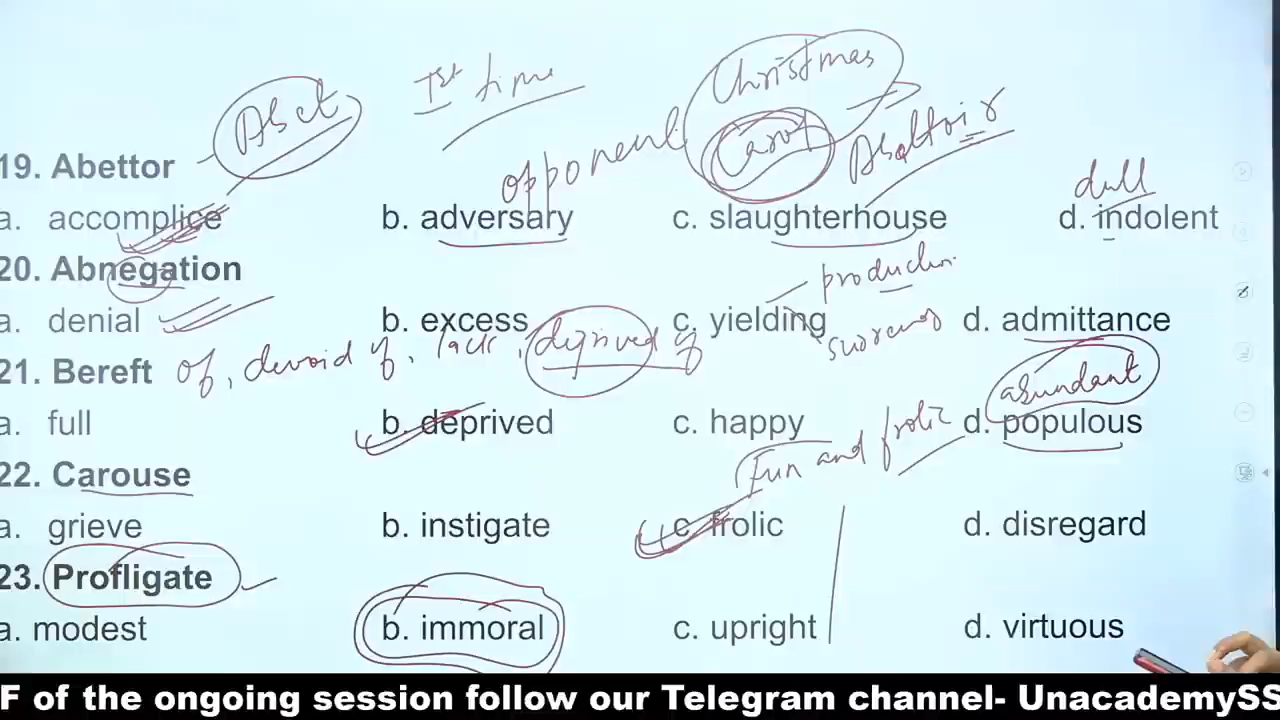 Abet 1st time Christmas
Carol
19. Abettor opponent Abattoir dull
a. accomplice b. adversary c. slaughterhouse d. indolent
20. Abnegation production
a. denial b. excess c. yielding d. admittance
21. Bereft of, devoid of, lack, deprived of abundant
a. full b. deprived c. happy d. populous
22. Carouse Fun and frolic
a. grieve b. instigate c. frolic d. disregard
23. Profligate
a. modest b. immoral c. upright d. virtuous
F of the ongoing session follow our Telegram channel- UnacademySS